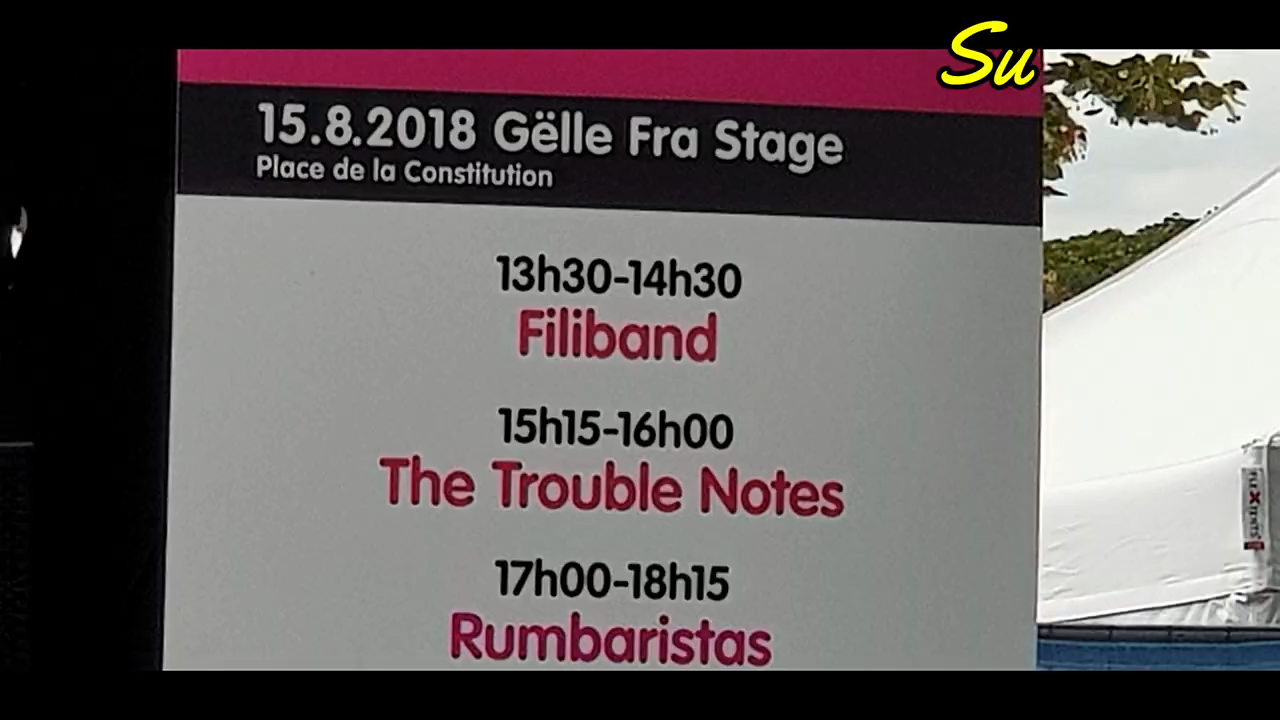 Su
15.8.2018 Gëlle Fra Stage
Place de la Constitution
13h30-14h30
Filiband
15h15-16h00
The Trouble Notes
17h00-18h15
Rumbaristas
FLEXTENTS